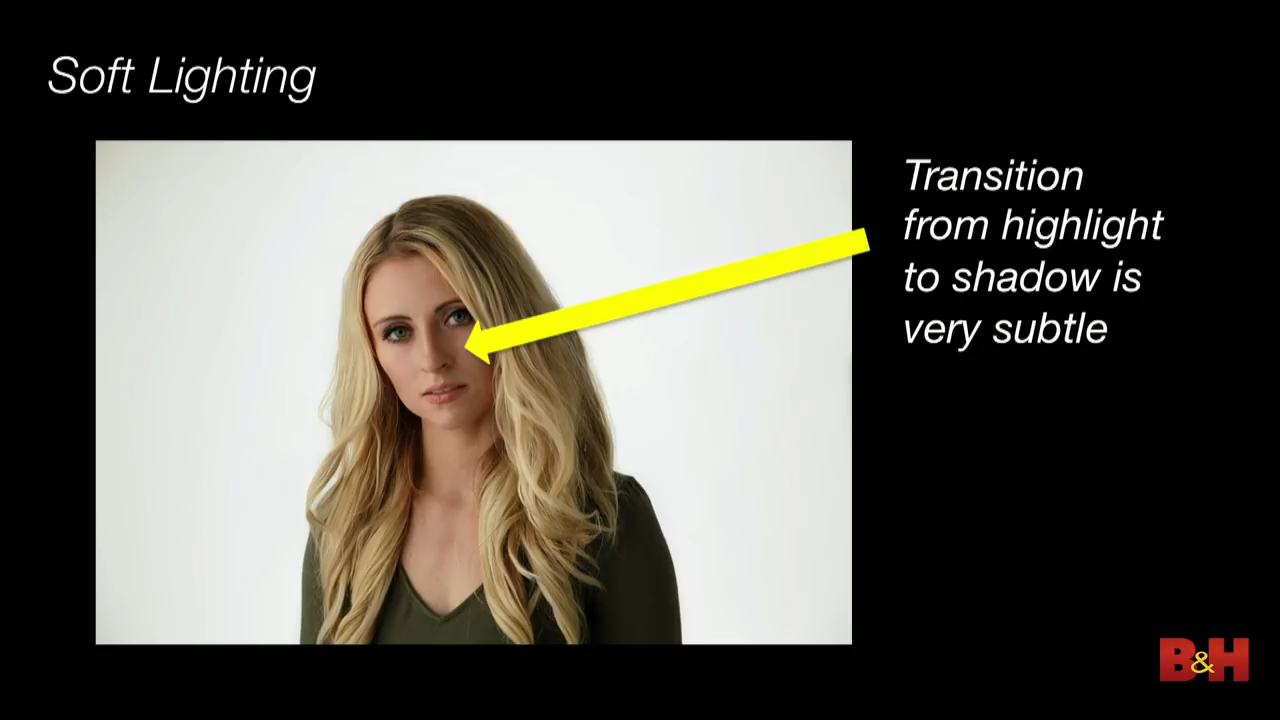 Soft Lighting
Transition
from highlight
to shadow is
very subtle
B&H